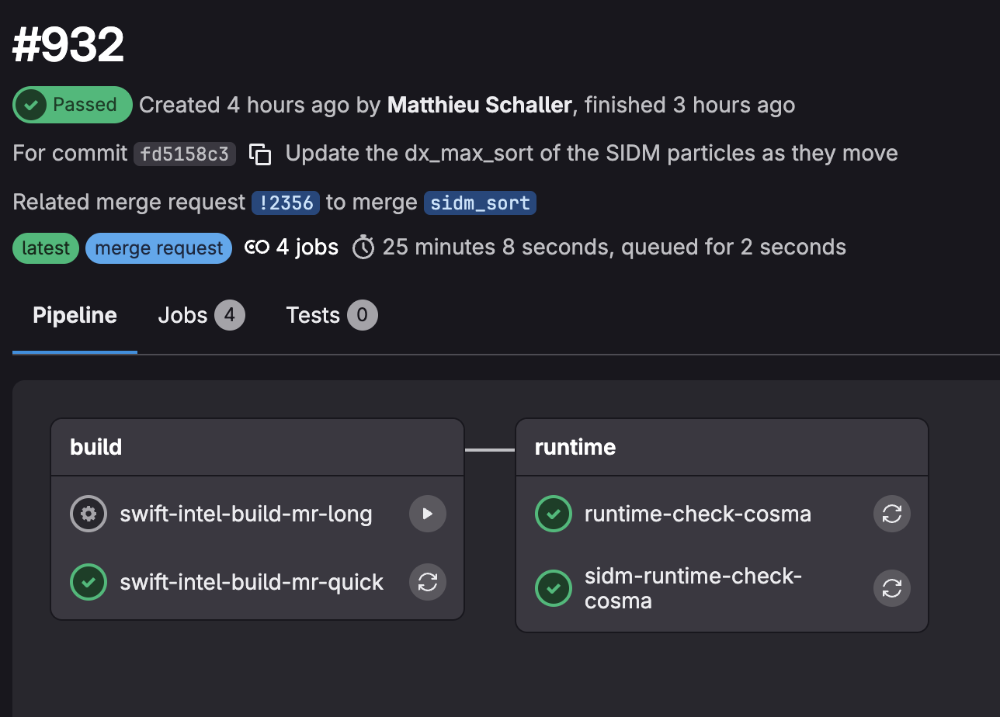 #932
Passed Created 4 hours ago by Matthieu Schaller, finished 3 hours ago
For commit fd5158c3 Update the dx_max_sort of the SIDM particles as they move
Related merge request !2356 to merge sidm_sort
latest merge request 4 jobs 25 minutes 8 seconds, queued for 2 seconds
Pipeline Jobs 4 Tests 0
build
swift-intel-build-mr-long
swift-intel-build-mr-quick
runtime
runtime-check-cosma
sidm-runtime-check-
cosma